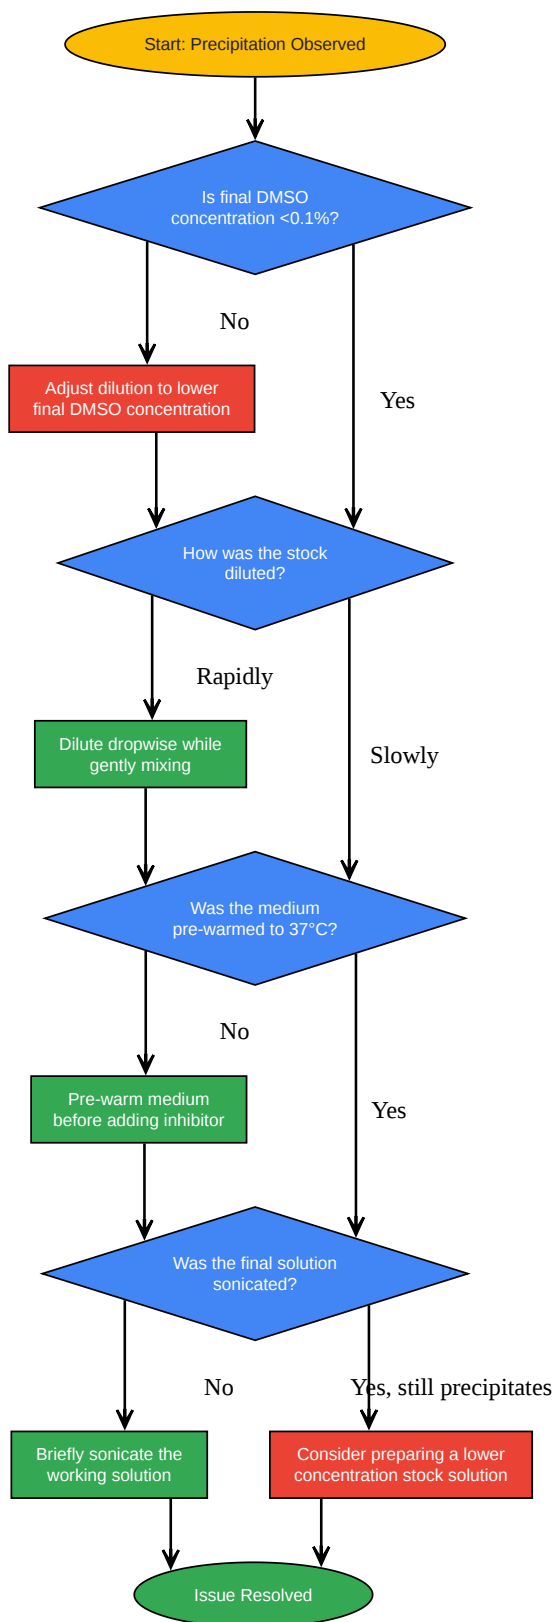 Start: Precipitation Observed
Is final DMSO
concentration <0.1%?
No
Adjust dilution to lower
final DMSO concentration
Yes
How was the stock
diluted?
Rapidly
Dilute dropwise while
gently mixing
Slowly
Was the medium
pre-warmed to 37°C?
No
Pre-warm medium
before adding inhibitor
Yes
Was the final solution
sonicated?
No
Yes, still precipitates
Briefly sonicate the
working solution
Consider preparing a lower
concentration stock solution
Issue Resolved